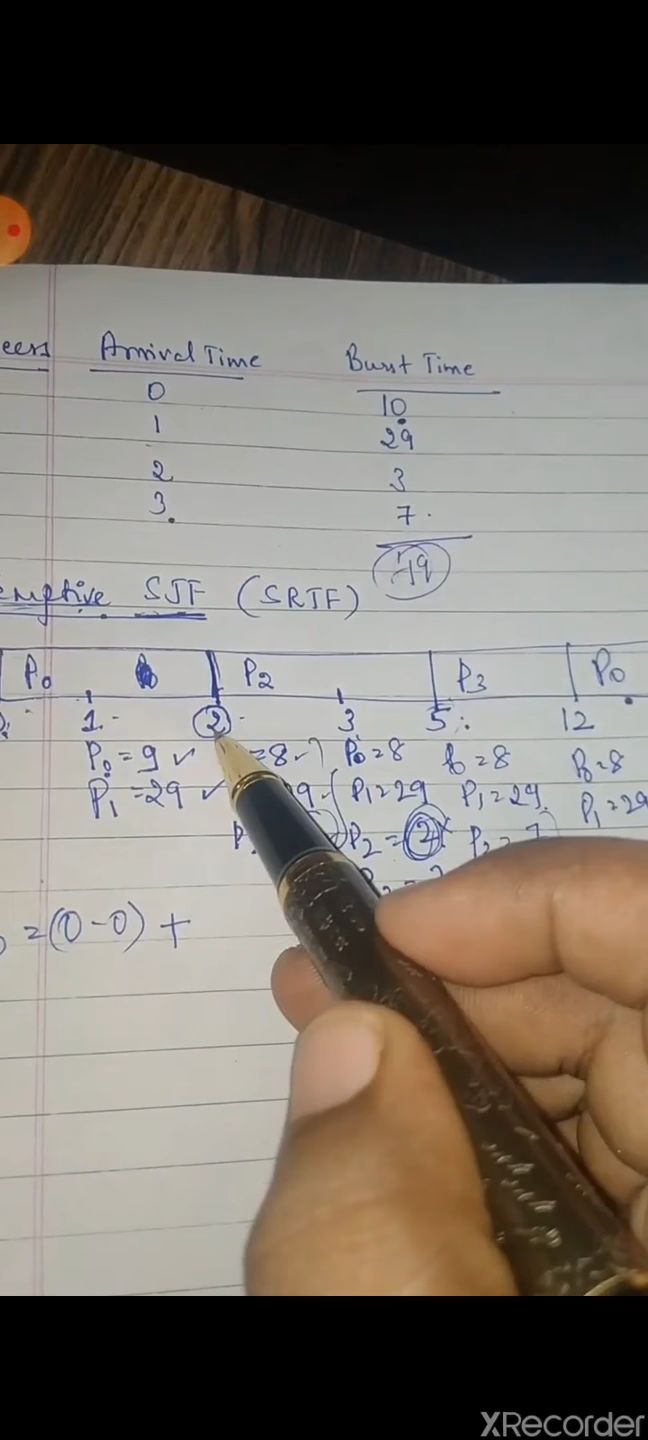 Arrival Time Burst Time
0 10
1 29
2 3
3. 7.
49
SJF (SRTF)
P0 P2 P3 P0
1 2 3 5 12
P0 = 9 ✓ =8 P0=8 =8 =8
P1 = 29 ✓ 9 P1=29 P1=29 P1=29
P2 = 2
=(0-0) +
XRecorder